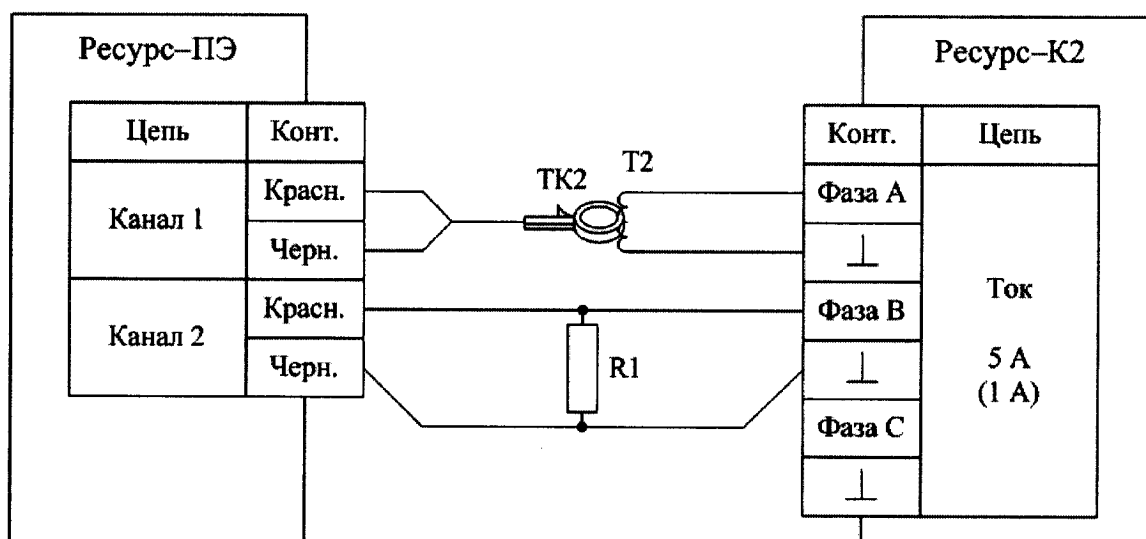 Ресурс–ПЭ
Цепь
Конт.
Канал 1
Красн.
Черн.
Канал 2
Красн.
Черн.
ТК2
Т2
R1
Ресурс–К2
Конт.
Цепь
Фаза А
⊥
Фаза В
⊥
Фаза С
⊥
Ток
5 А
(1 А)